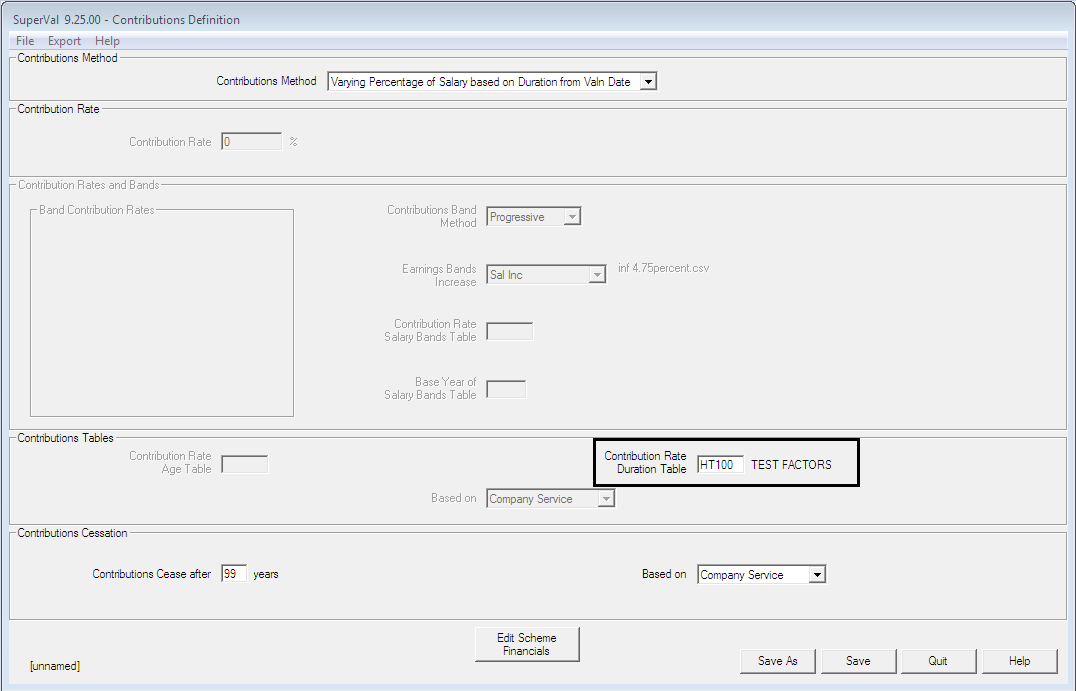 SuperVal 9.25.00 - Contributions Definition
File Export Help
Contributions Method
Contributions Method Varying Percentage of Salary based on Duration from Valn Date
Contribution Rate
Contribution Rate 0 %
Contribution Rates and Bands
Band Contribution Rates
Contributions Band
Method
Progressive
Earnings Bands
Increase
Sal Inc
inf 4.75percent.csv
Contribution Rate
Salary Bands Table
Base Year of
Salary Bands Table
Contributions Tables
Contribution Rate
Age Table
Contribution Rate
Duration Table
HT100 TEST FACTORS
Based on Company Service
Contributions Cessation
Contributions Cease after 99 years
Based on Company Service
Edit Scheme
Financials
[unnamed]
Save As Save Quit Help